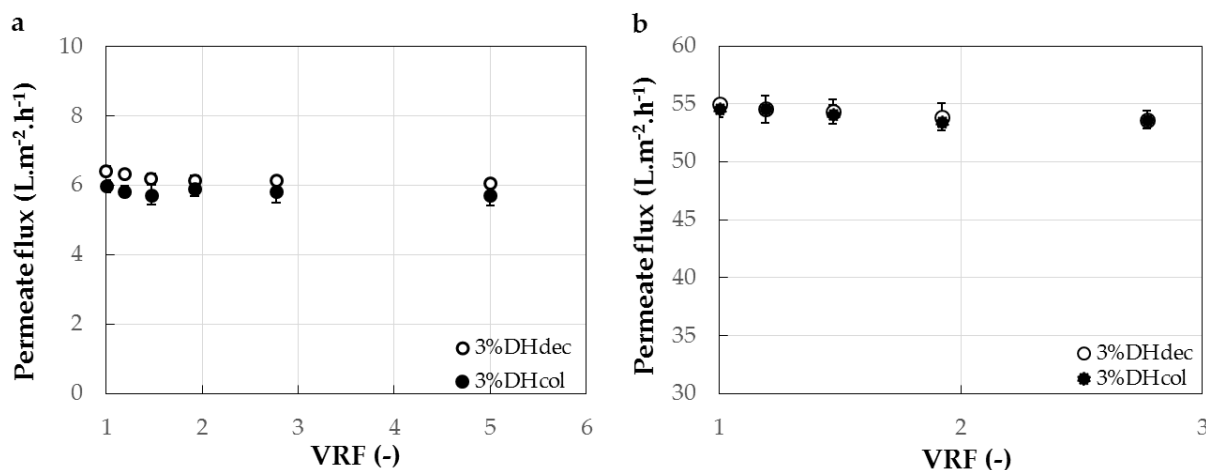 a
Permeate flux (L.m⁻².h⁻¹)
10
8
6
4
2
0
3%DHdec
3%DHcol
1
2
3
4
5
6
VRF (-)
b
Permeate flux (L.m⁻².h⁻¹)
60
55
50
45
40
35
30
3%DHdec
3%DHcol
1
2
3
VRF (-)